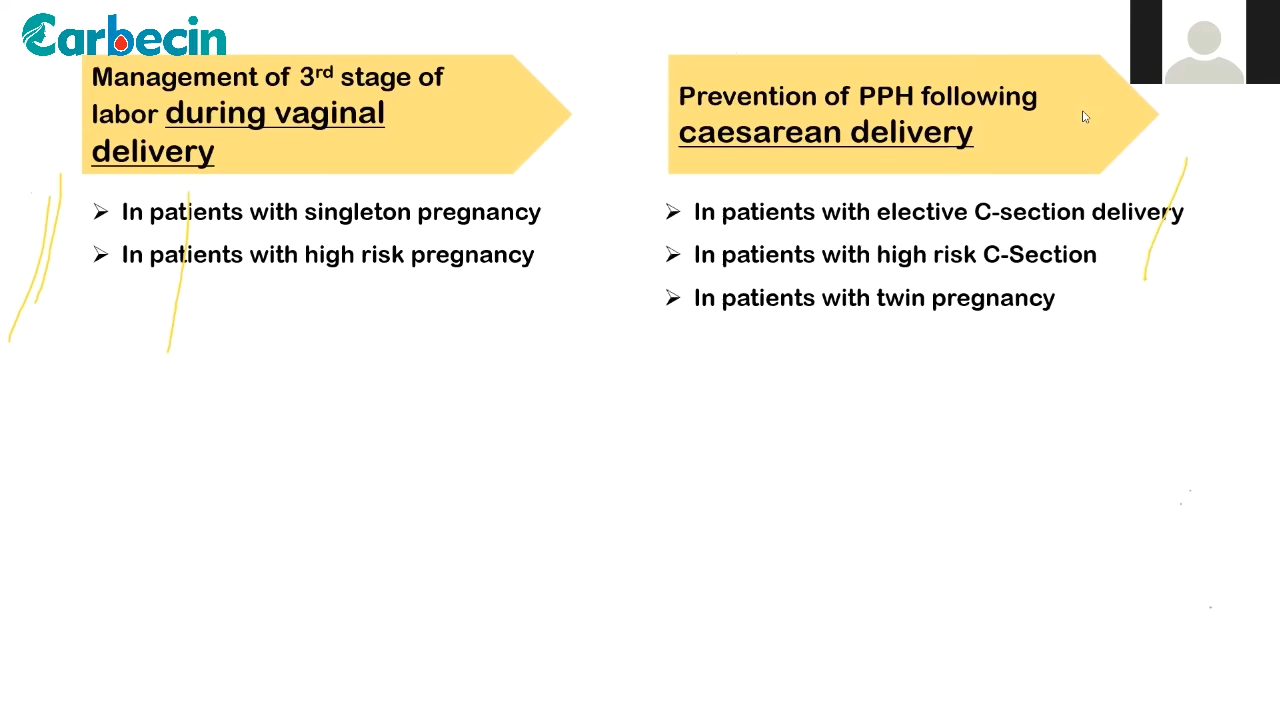 Carbecin
Management of 3rd stage of
labor during vaginal
delivery
In patients with singleton pregnancy
In patients with high risk pregnancy
Prevention of PPH following
caesarean delivery
In patients with elective C-section delivery
In patients with high risk C-Section
In patients with twin pregnancy